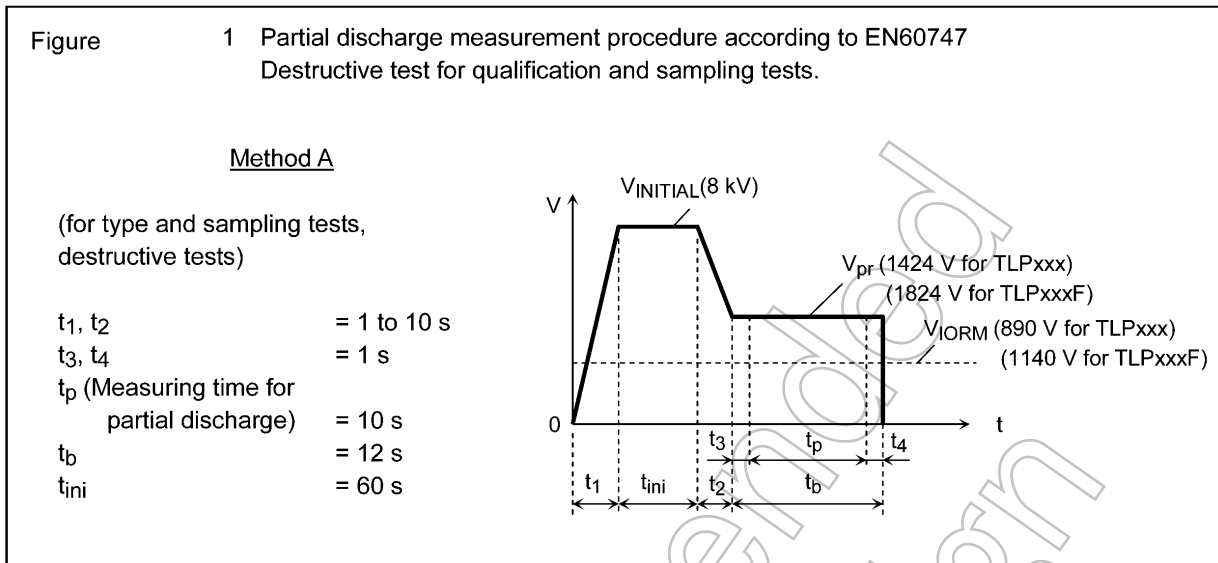 Figure 1 Partial discharge measurement procedure according to EN60747
Destructive test for qualification and sampling tests.
Method A
(for type and sampling tests,
destructive tests)
t1, t2 = 1 to 10 s
t3, t4 = 1 s
tp (Measuring time for
partial discharge) = 10 s
tb = 12 s
tini = 60 s
V
VINITIAL(8 kV)
Vpr (1424 V for TLPxxx)
(1824 V for TLPxxxF)
VIORM (890 V for TLPxxx)
(1140 V for TLPxxxF)
0
t
t3 tp t4
t1 tini t2 tb
ended
ign